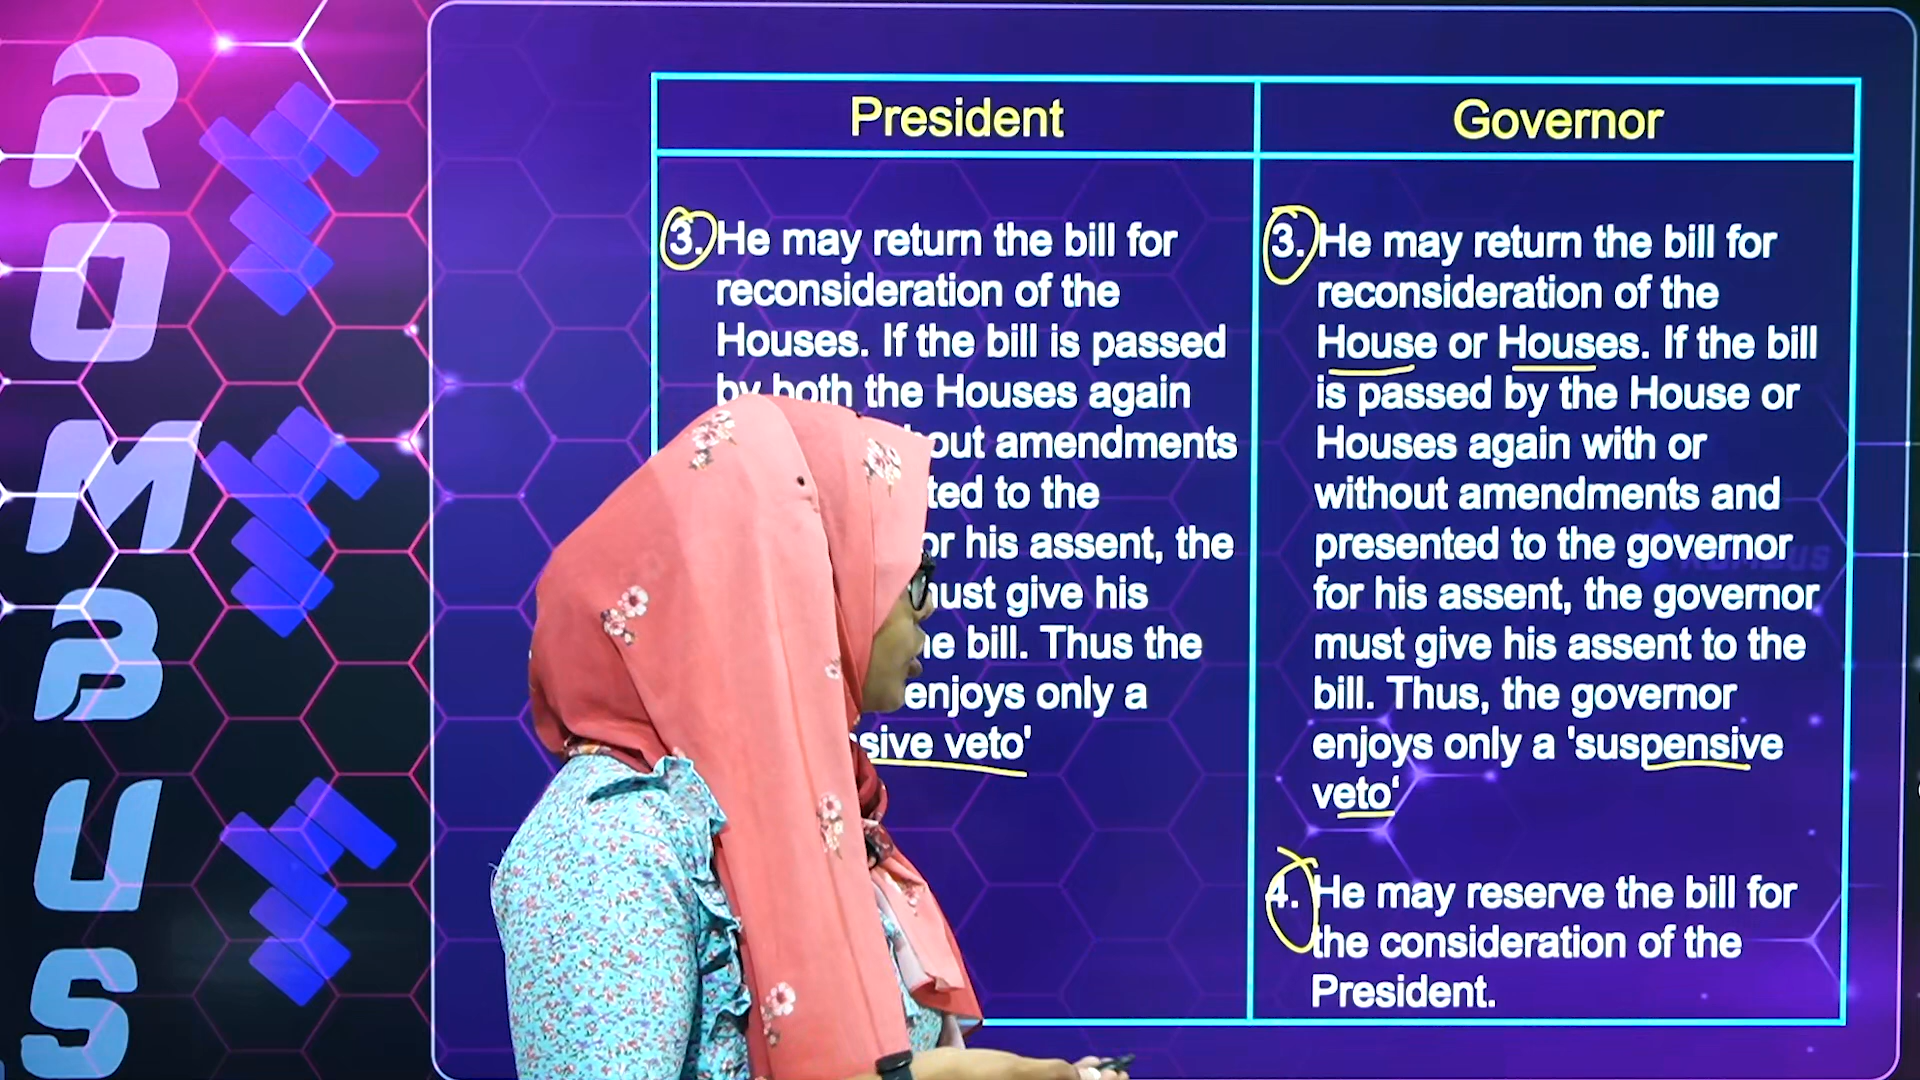 ROMBUS
President
Governor
3. He may return the bill for
reconsideration of the
Houses. If the bill is passed
by both the Houses again
out amendments
ted to the
or his assent, the
ust give his
e bill. Thus the
enjoys only a
sive veto'
3. He may return the bill for
reconsideration of the
House or Houses. If the bill
is passed by the House or
Houses again with or
without amendments and
presented to the governor
for his assent, the governor
must give his assent to the
bill. Thus, the governor
enjoys only a 'suspensive
veto'
4. He may reserve the bill for
the consideration of the
President.